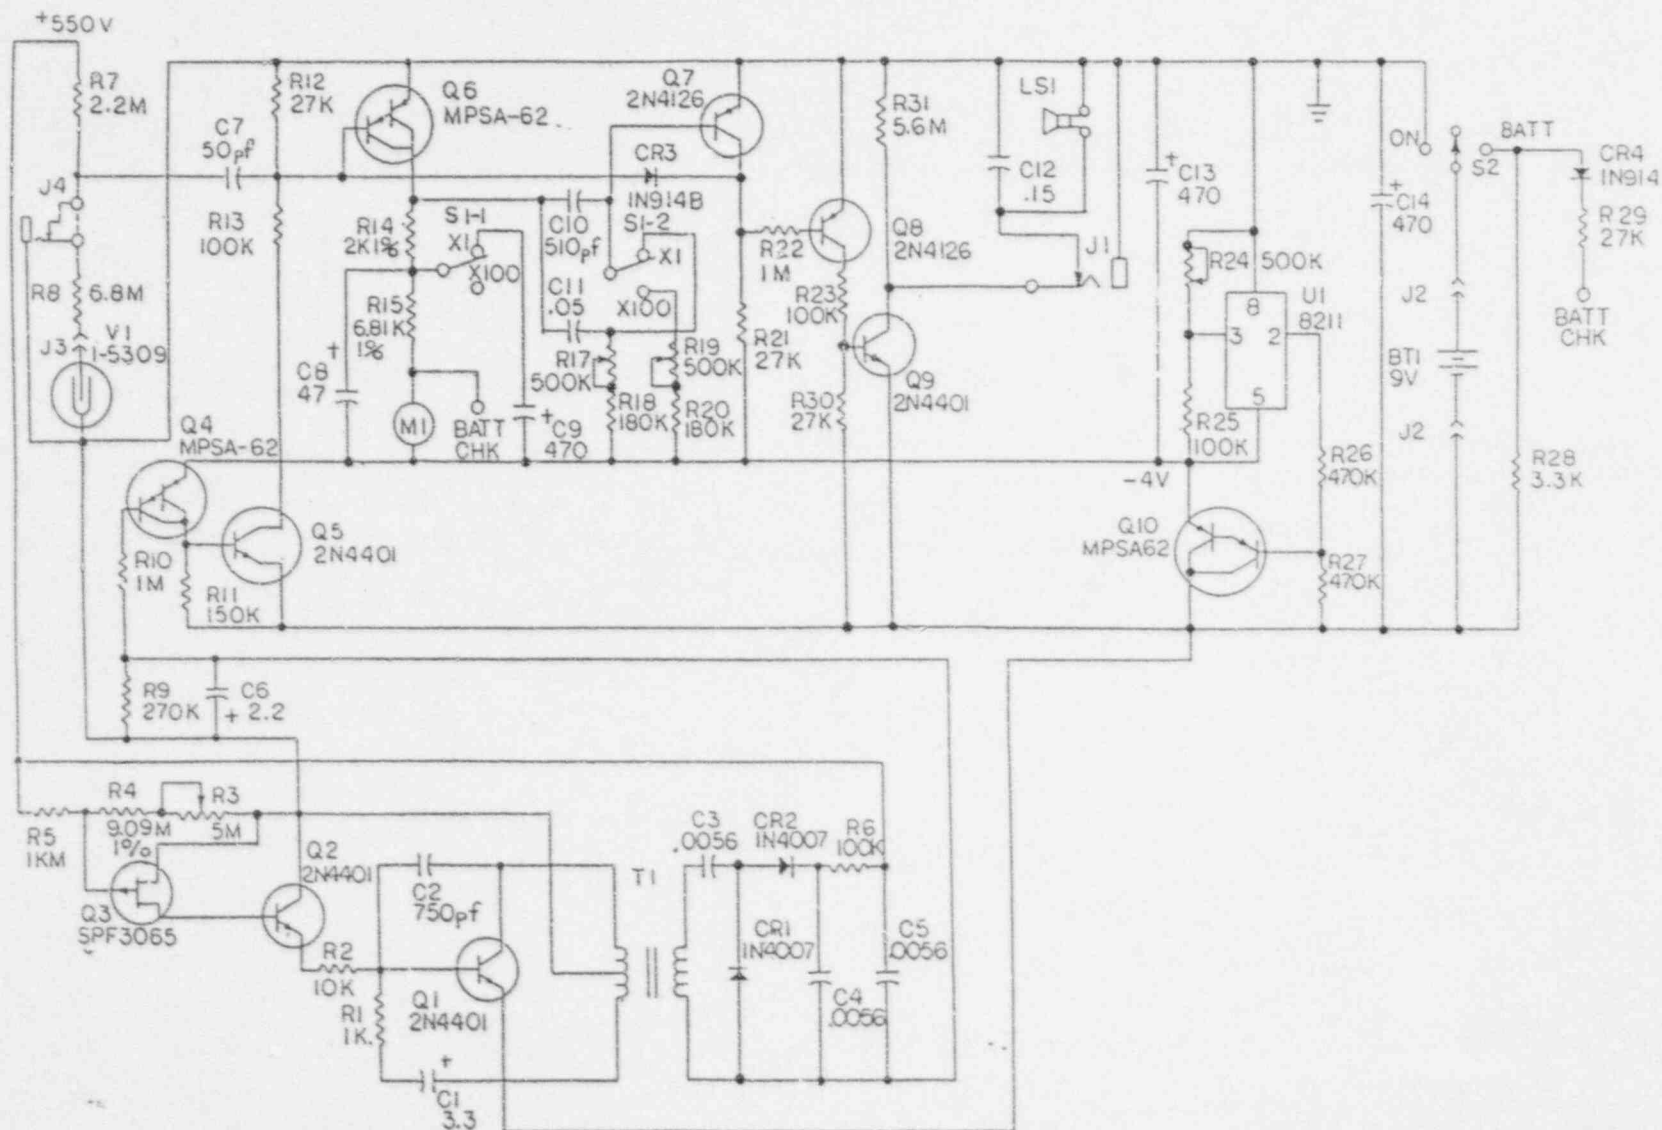 +550V
R7
2.2M
C7
50pf
J4
R8
6.8M
V1
1-5309
J3
R12
27K
R13
100K
Q6
MPSA-62
Q7
2N4126
CR3
1N914B
R14
2K1%
S1-1
X1
X100
C10
510pf
S1-2
X1
X100
R15
6.81K
1%
C11
.05
C8
+
47
M1
BATT
CHK
+
C9
470
R17
500K
R18
180K
R19
500K
R20
180K
R21
27K
R22
1M
Q8
2N4126
R23
100K
R30
27K
R31
5.6M
Q9
2N4401
C12
.15
LS1
J1
+
C13
470
R24 500K
U1
8211
8
3
2
5
R25
100K
-4V
Q10
MPSA62
R26
470K
R27
470K
+
C14
470
ON
BATT
S2
J2
BT1
9V
J2
CR4
1N914
R29
27K
BATT
CHK
R28
3.3K
Q4
MPSA-62
Q5
2N4401
R10
1M
R11
150K
R9
270K
C6
+ 2.2
R5
1KM
R4
9.09M
1%
R3
5M
Q3
SPF3065
Q2
2N4401
R2
10K
R1
1K
C2
750pf
Q1
2N4401
+
C1
3.3
T1
C3
.0056
CR2
1N4007
R6
100K
CR1
1N4007
C4
.0056
C5
.0056